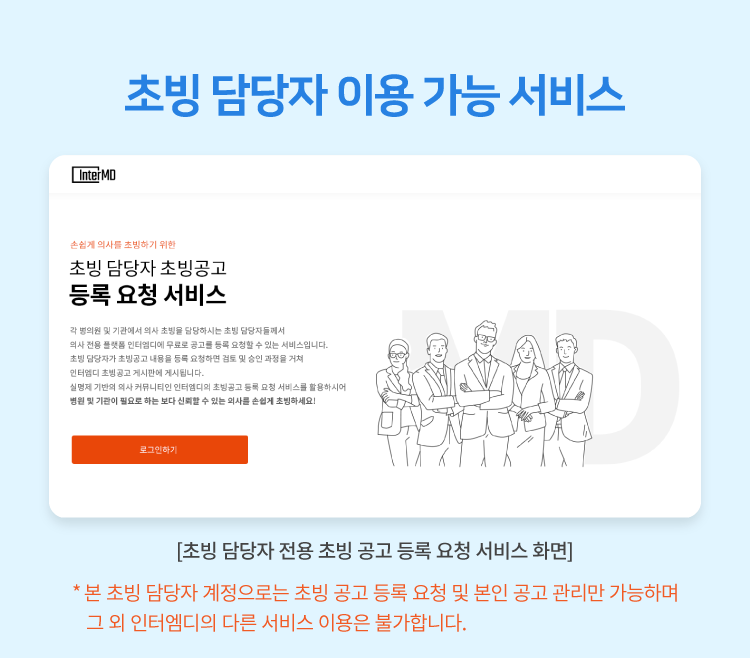 초빙 담당자 이용 가능 서비스
InterMD
손쉽게 의사를 초빙하기 위한
초빙 담당자 초빙공고
등록 요청 서비스
각 병의원 및 기관에서 의사 초빙을 담당하시는 초빙 담당자들께서
의사 전용 플랫폼 인터엠디에 무료로 공고를 등록 요청할 수 있는 서비스입니다.
초빙 담당자가 초빙공고 내용을 등록 요청하면 검토 및 승인 과정을 거쳐
인터엠디 초빙공고 게시판에 게시됩니다.
실명제 기반의 의사 커뮤니티인 인터엠디의 초빙공고 등록 요청 서비스를 활용하시어
병원 및 기관이 필요로 하는 보다 신뢰할 수 있는 의사를 손쉽게 초빙하세요!
MD
로그인하기
[초빙 담당자 전용 초빙 공고 등록 요청 서비스 화면]
* 본 초빙 담당자 계정으로는 초빙 공고 등록 요청 및 본인 공고 관리만 가능하며
그 외 인터엠디의 다른 서비스 이용은 불가합니다.